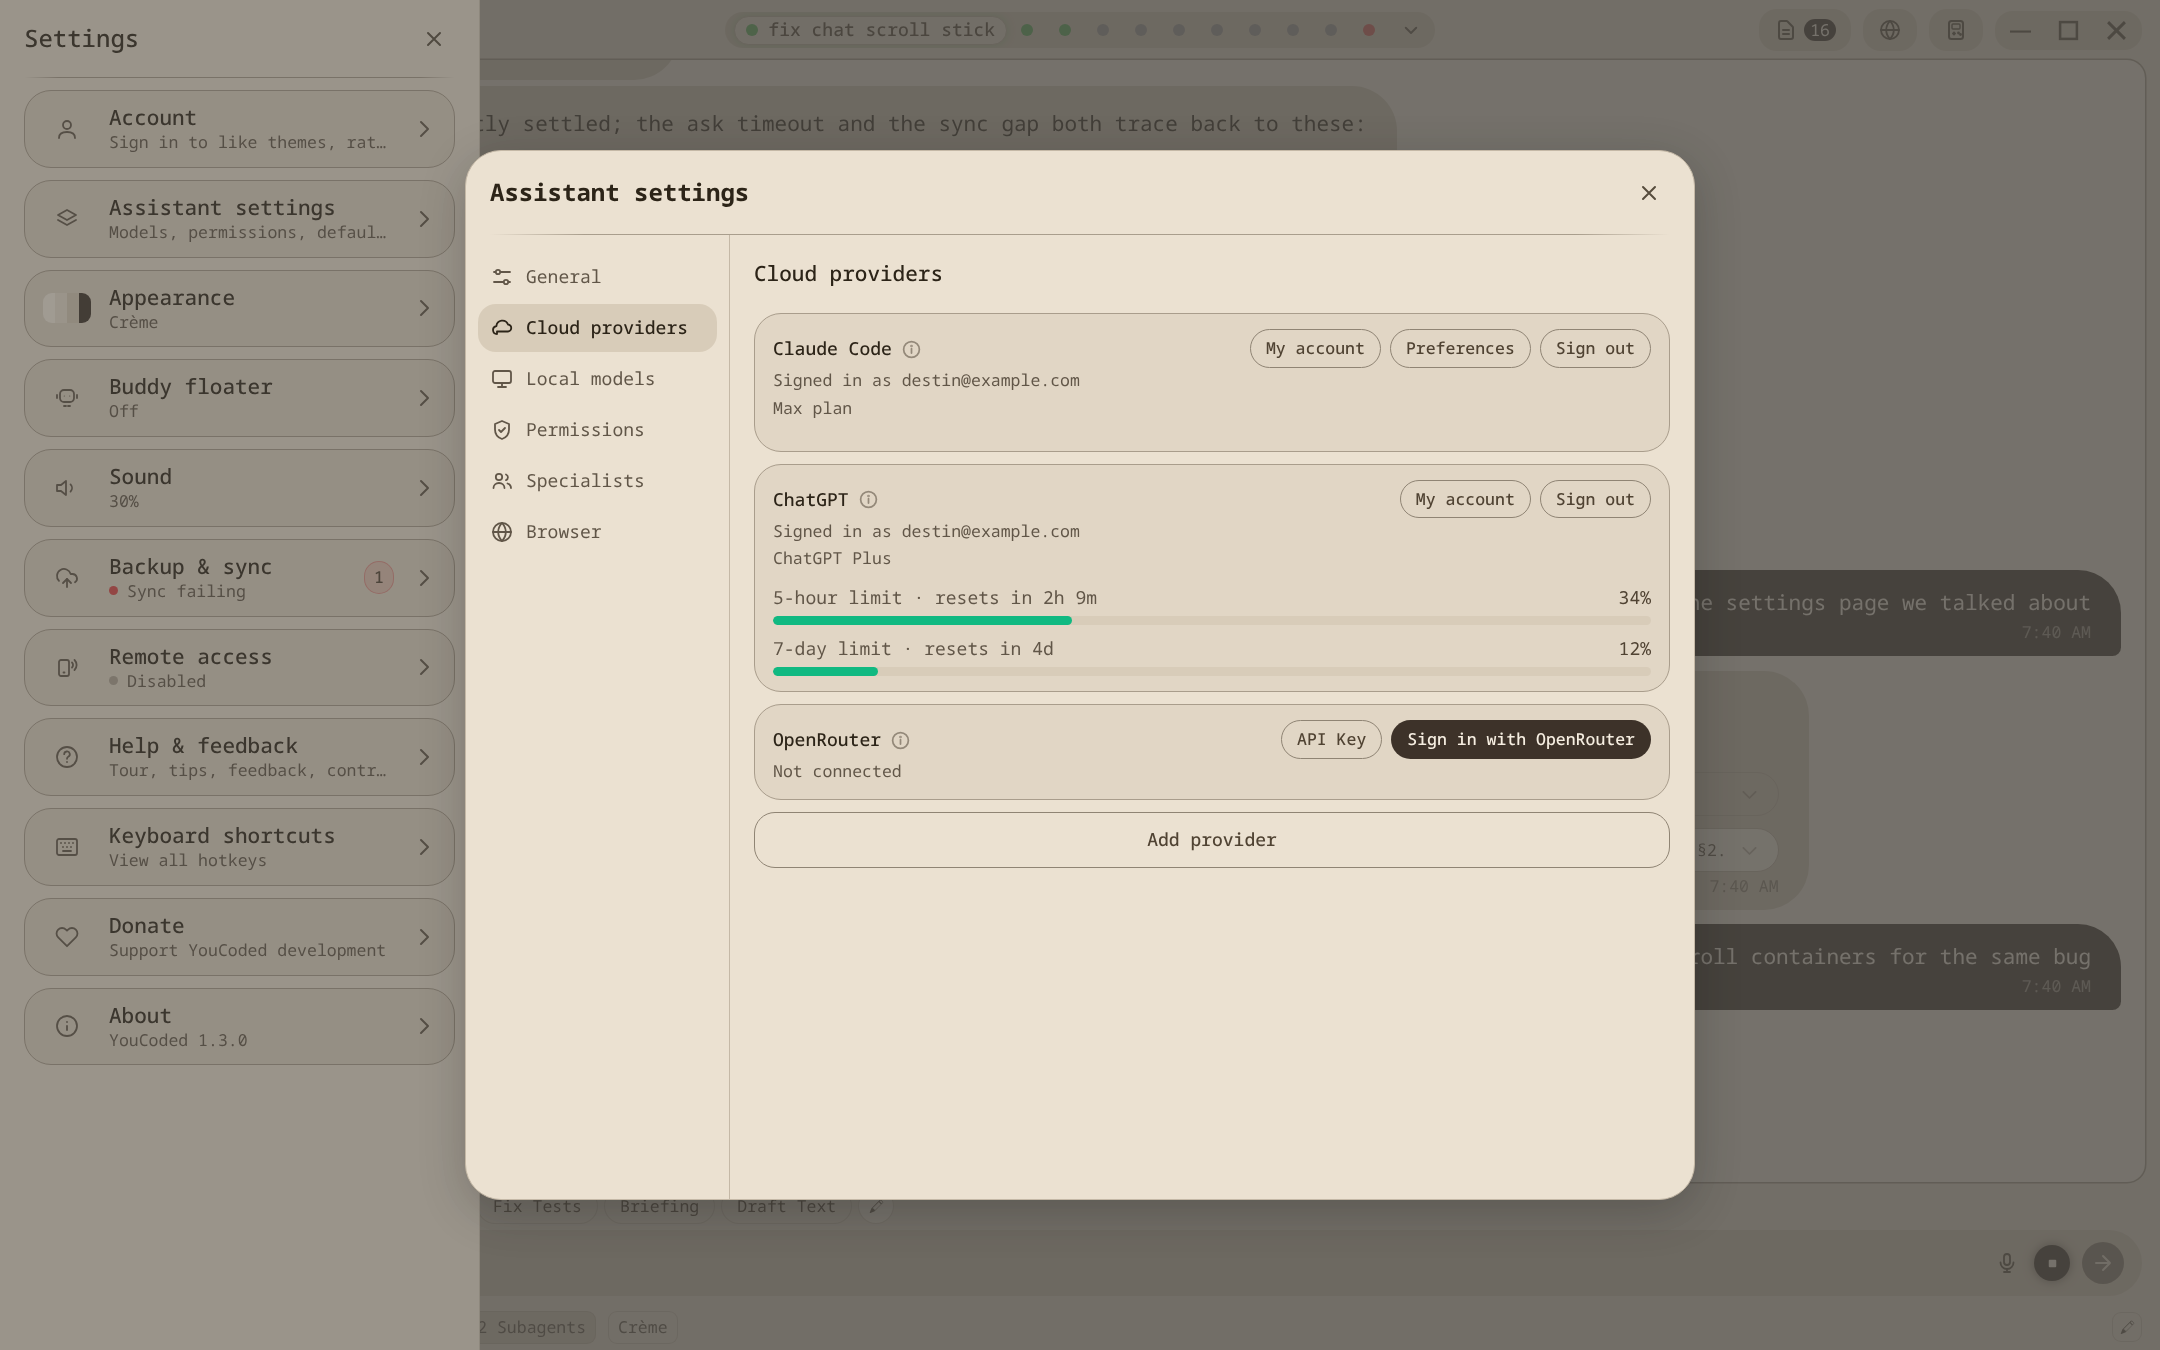 Settings
Account
Sign in to like themes, rat…
Assistant settings
Models, permissions, defaul…
Appearance
Crème
Buddy floater
Off
Sound
30%
Backup & sync
Sync failing
1
Remote access
Disabled
Help & feedback
Tour, tips, feedback, contr…
Keyboard shortcuts
View all hotkeys
Donate
Support YouCoded development
About
YouCoded 1.3.0
fix chat scroll stick
16
tly settled; the ask timeout and the sync gap both trace back to these:
Assistant settings
General
Cloud providers
Local models
Permissions
Specialists
Browser
Cloud providers
Claude Code
My account
Preferences
Sign out
Signed in as destin@example.com
Max plan
ChatGPT
My account
Sign out
Signed in as destin@example.com
ChatGPT Plus
5-hour limit · resets in 2h 9m
34%
7-day limit · resets in 4d
12%
OpenRouter
API Key
Sign in with OpenRouter
Not connected
Add provider
he settings page we talked about
7:40 AM
§2.
7:40 AM
roll containers for the same bug
7:40 AM
Fix Tests
Briefing
Draft Text
2 Subagents
Crème